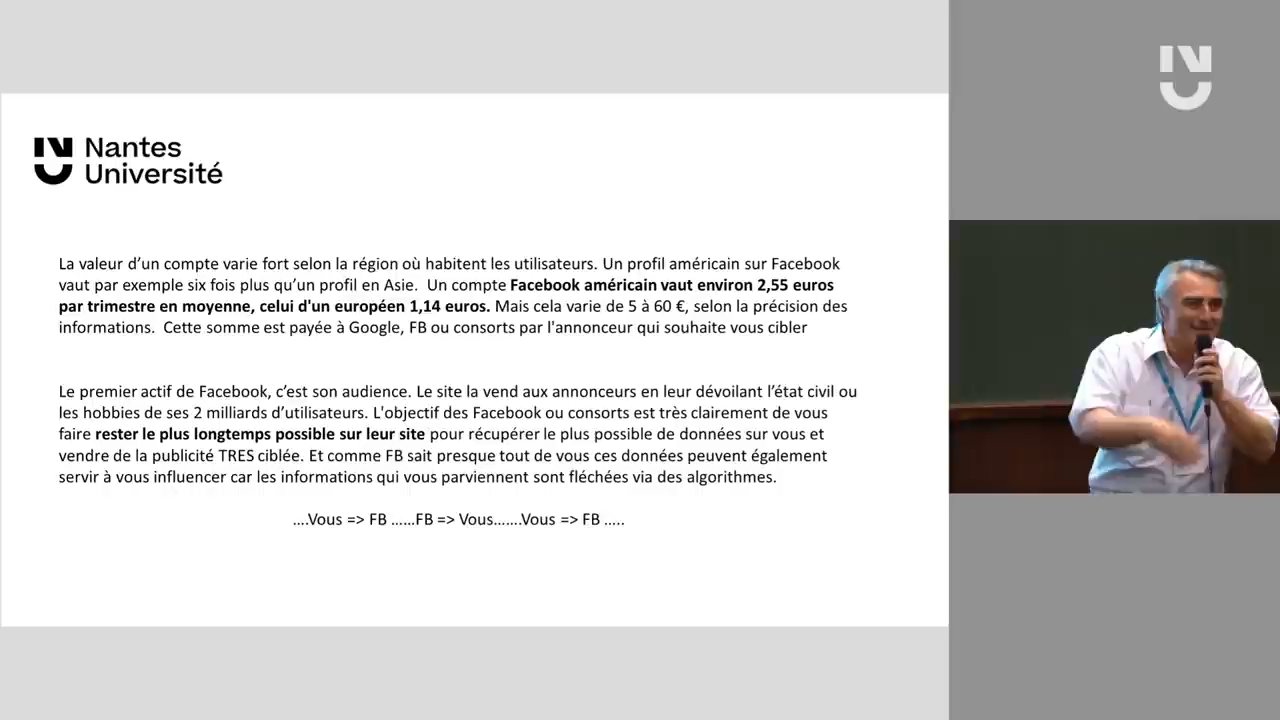 Nantes
Université
La valeur d’un compte varie fort selon la région où habitent les utilisateurs. Un profil américain sur Facebook
vaut par exemple six fois plus qu’un profil en Asie.  Un compte Facebook américain vaut environ 2,55 euros
par trimestre en moyenne, celui d'un européen 1,14 euros. Mais cela varie de 5 à 60 €, selon la précision des
informations.  Cette somme est payée à Google, FB ou consorts par l'annonceur qui souhaite vous cibler
Le premier actif de Facebook, c’est son audience. Le site la vend aux annonceurs en leur dévoilant l’état civil ou
les hobbies de ses 2 milliards d’utilisateurs. L'objectif des Facebook ou consorts est très clairement de vous
faire rester le plus longtemps possible sur leur site pour récupérer le plus possible de données sur vous et
vendre de la publicité TRES ciblée. Et comme FB sait presque tout de vous ces données peuvent également
servir à vous influencer car les informations qui vous parviennent sont fléchées via des algorithmes.
....Vous => FB ......FB => Vous.......Vous => FB .....